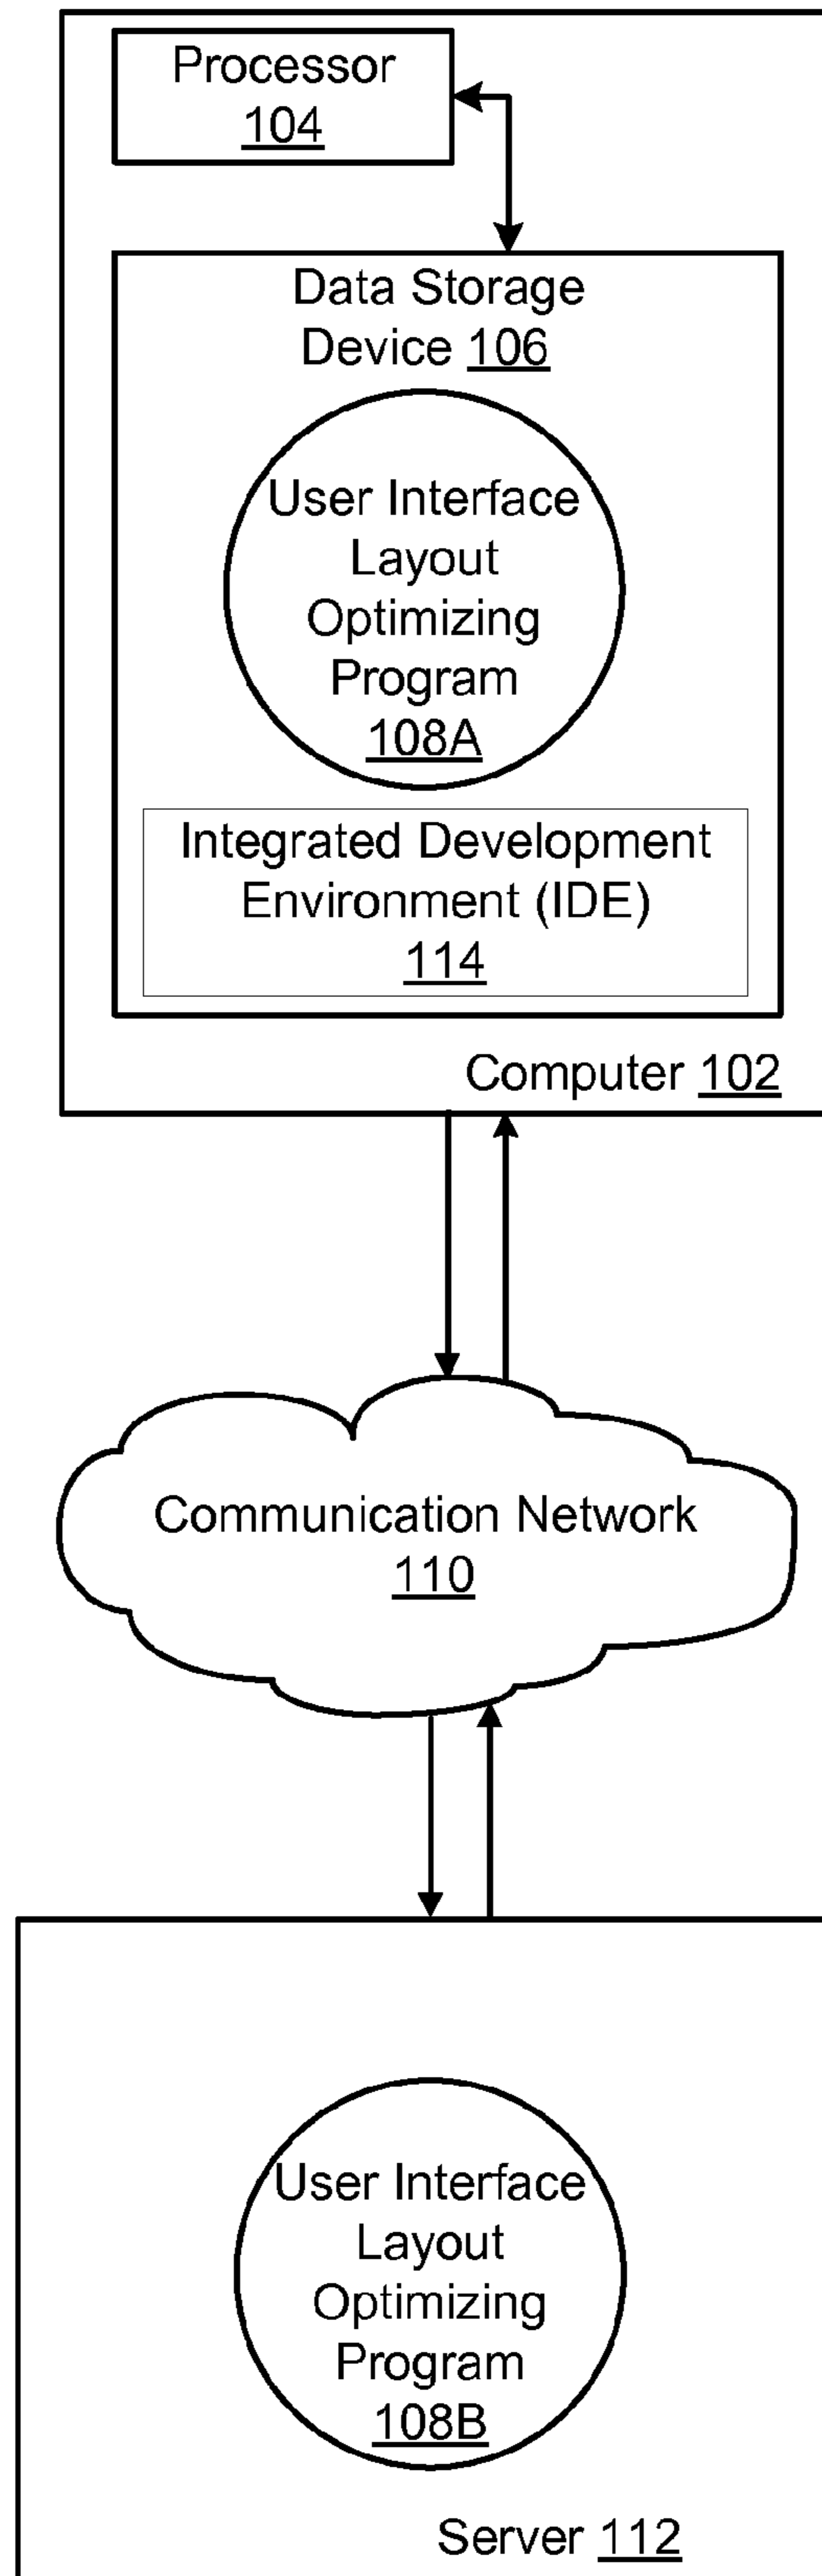 Processor
104
Data Storage
Device 106
User Interface
Layout
Optimizing
Program
108A
Integrated Development
Environment (IDE)
114
Computer 102
Communication Network
110
User Interface
Layout
Optimizing
Program
108B
Server 112